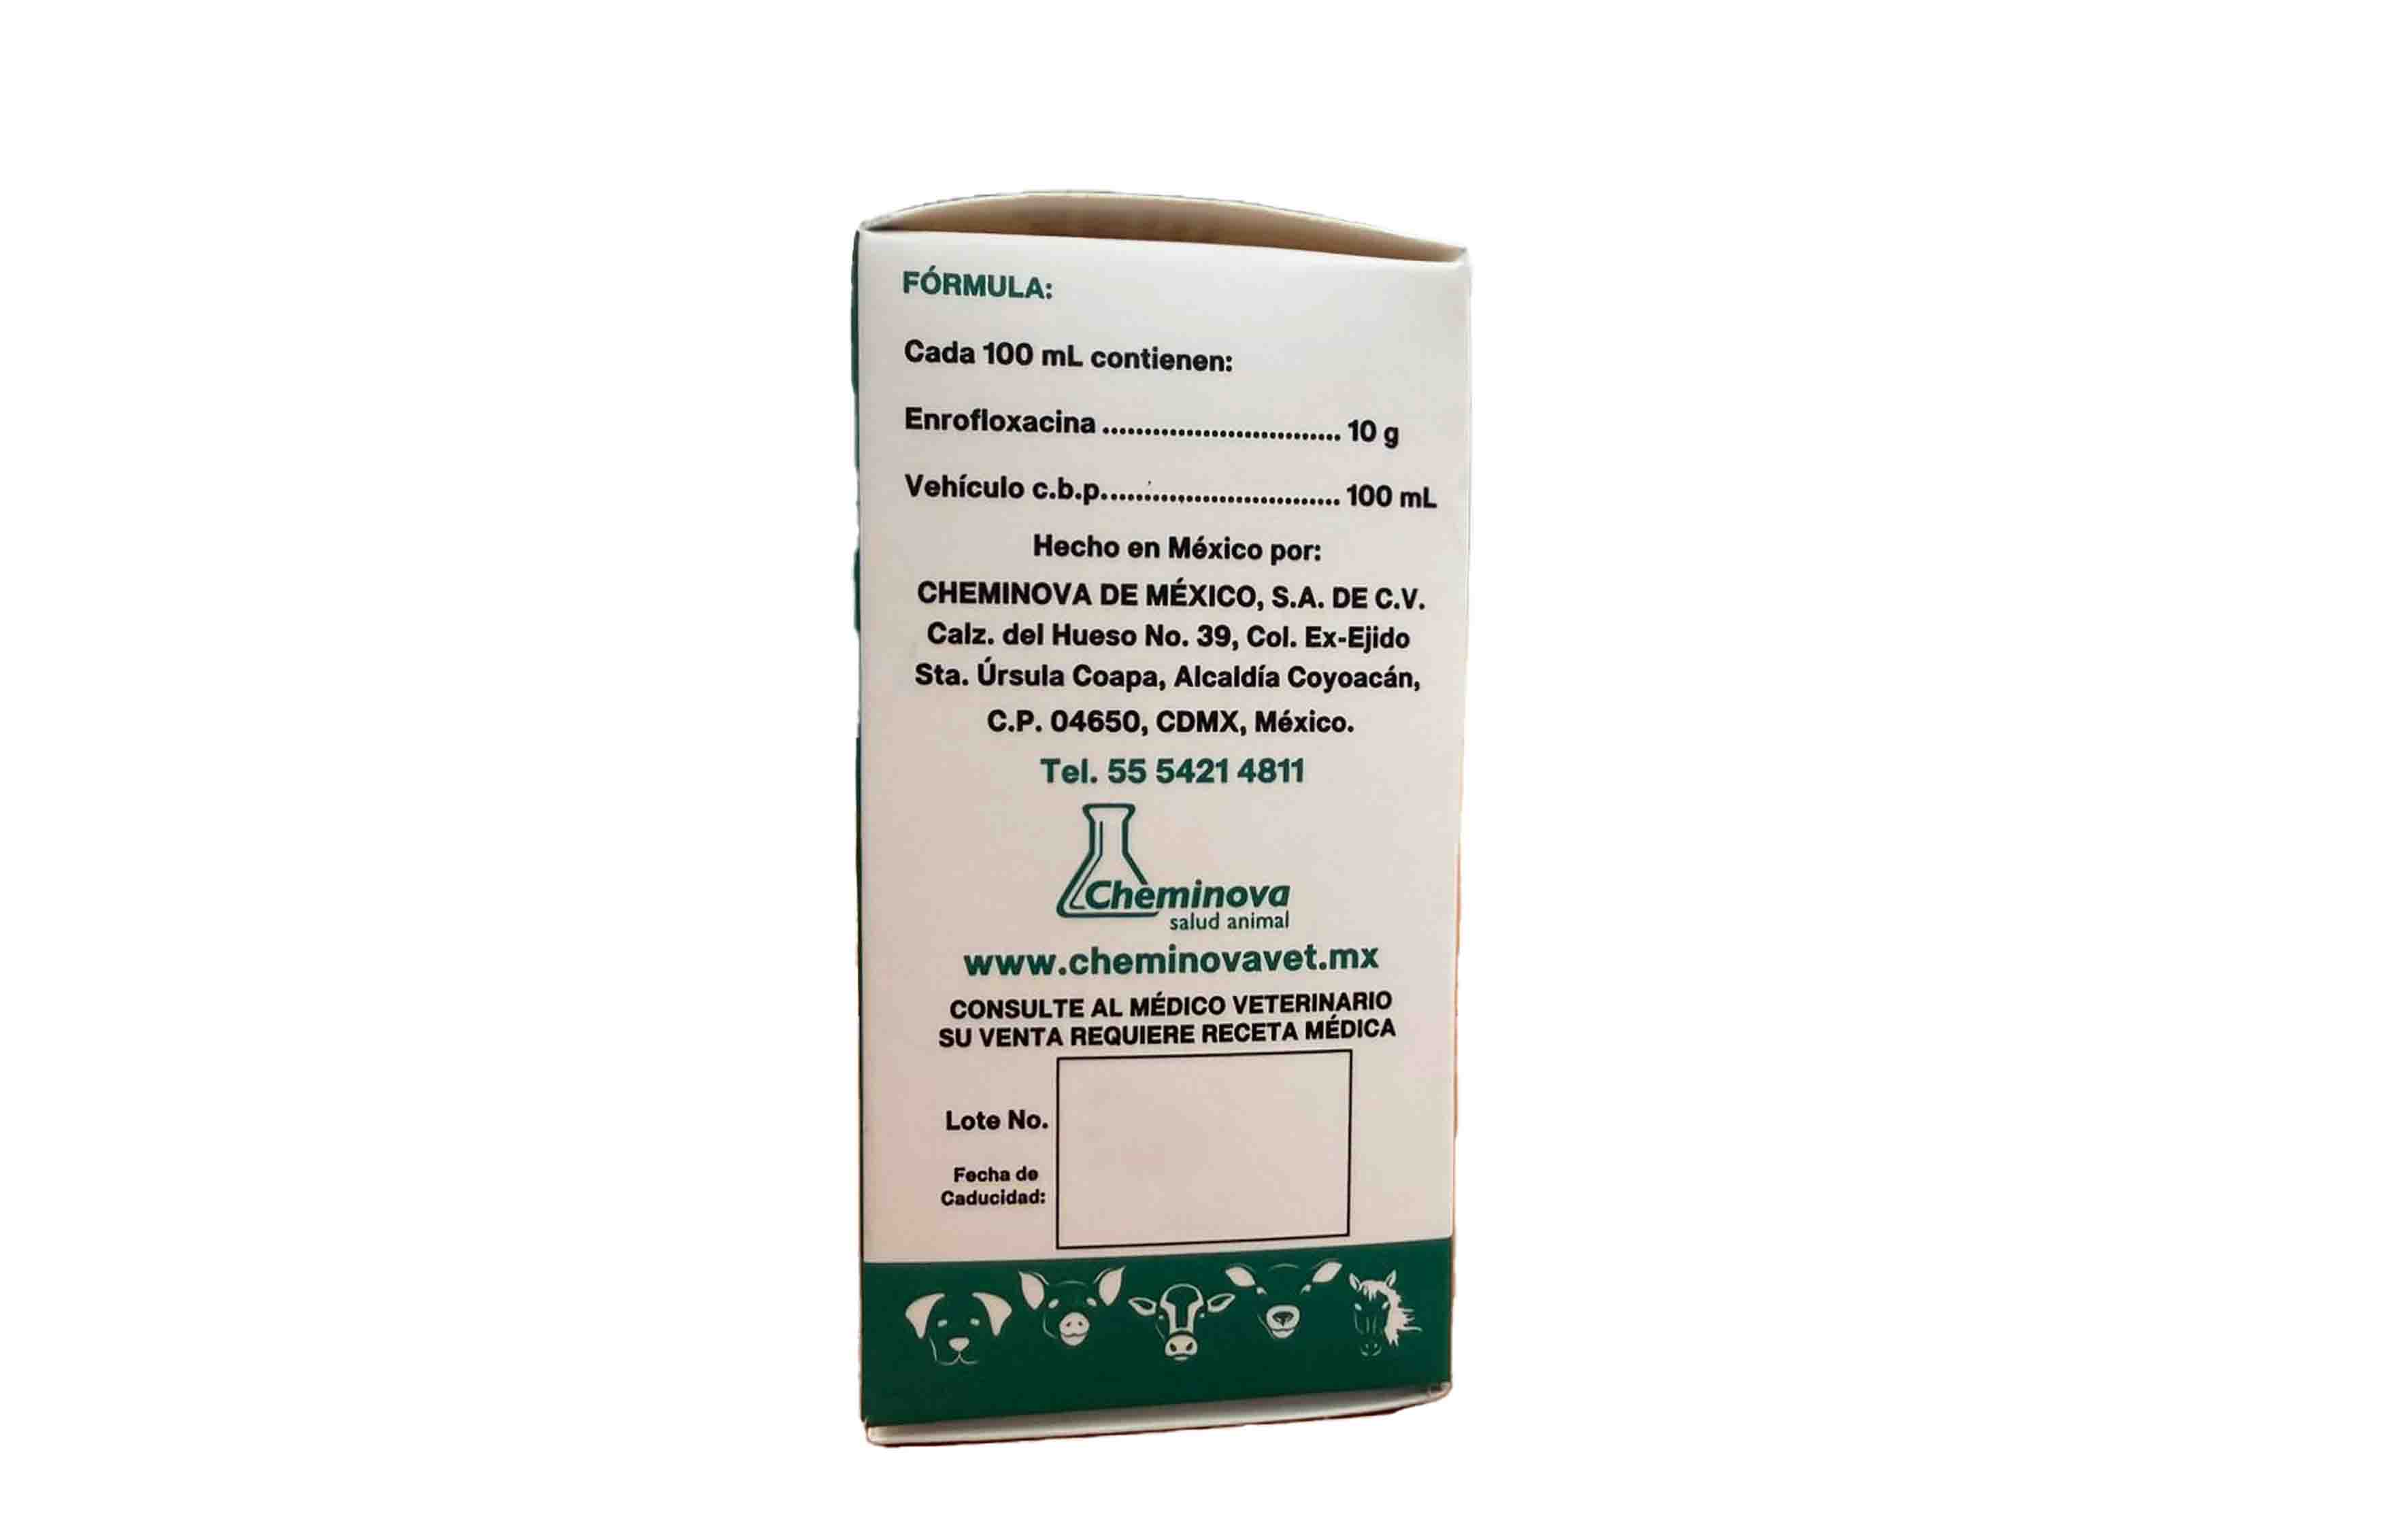 FÓRMULA:
Cada 100 mL contienen:
Enrofloxacina ............................. 10 g
Vehículo c.b.p............................. 100 mL
Hecho en México por:
CHEMINOVA DE MÉXICO, S.A. DE C.V.
Calz. del Hueso No. 39, Col. Ex-Ejido
Sta. Úrsula Coapa, Alcaldía Coyoacán,
C.P. 04650, CDMX, México.
Tel. 55 5421 4811
Cheminova
salud animal
www.cheminovavet.mx
CONSULTE AL MÉDICO VETERINARIO
SU VENTA REQUIERE RECETA MÉDICA
Lote No.
Fecha de
Caducidad: